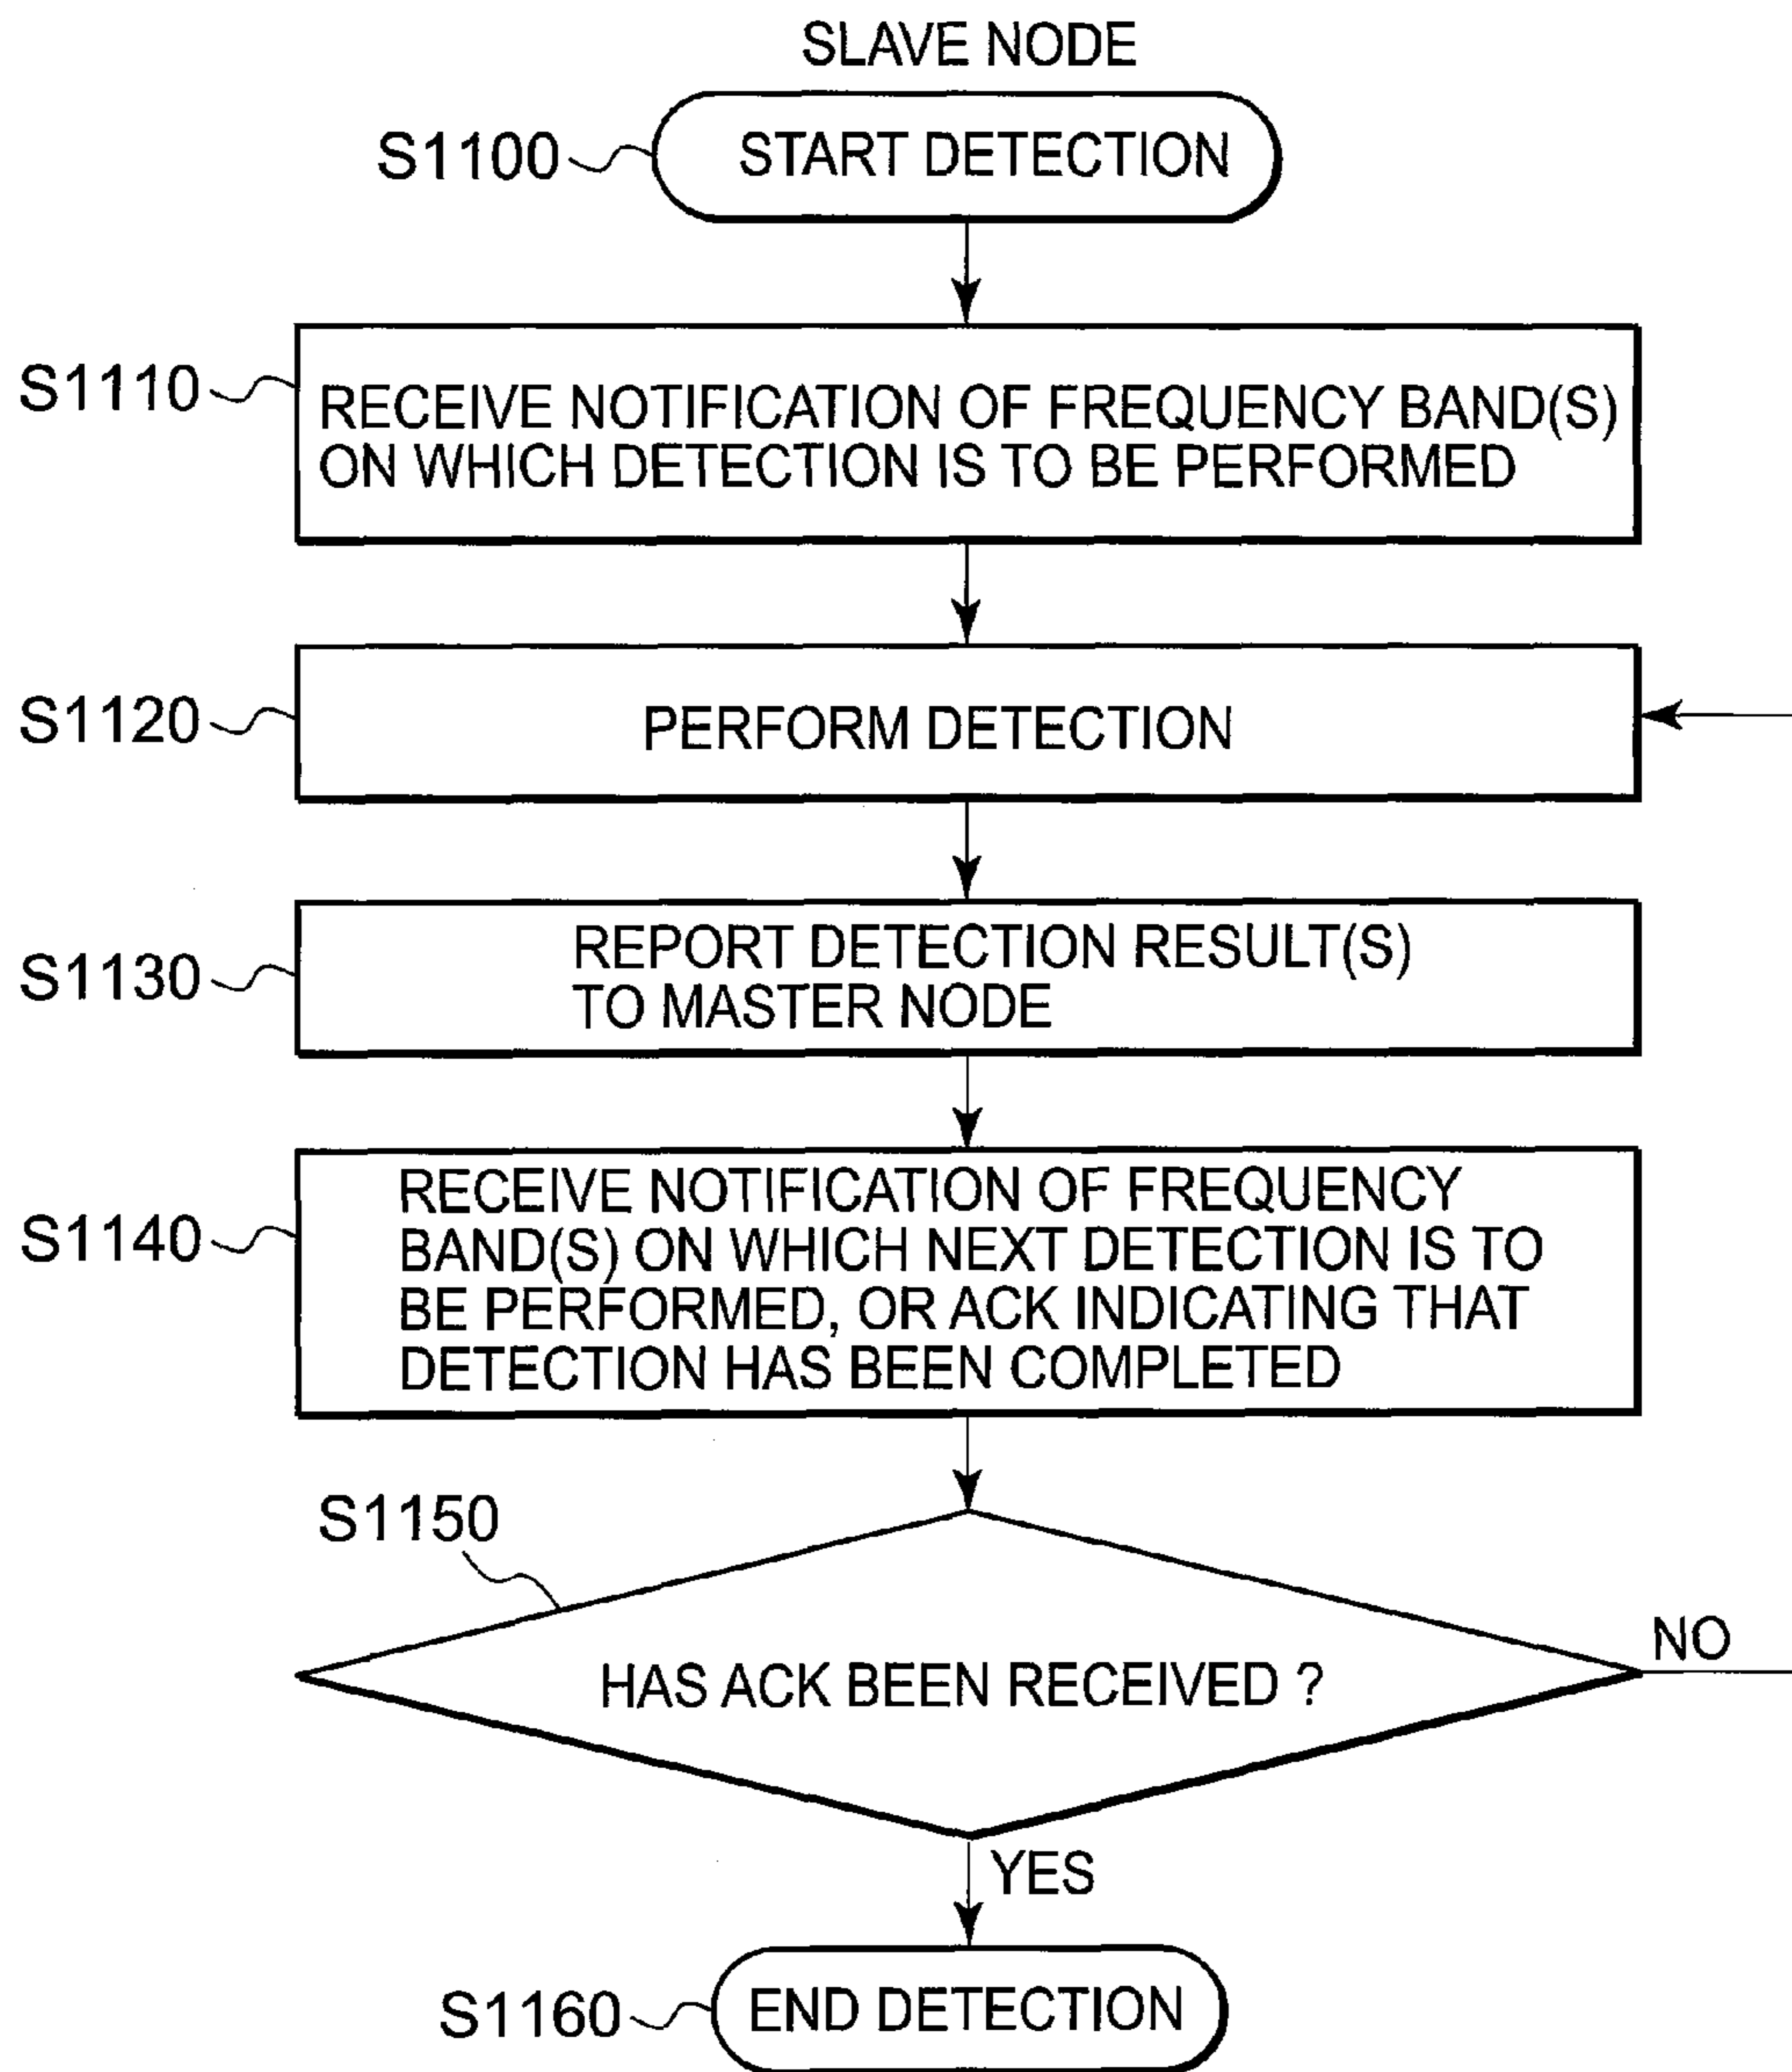 SLAVE NODE
S1100
START DETECTION
S1110
RECEIVE NOTIFICATION OF FREQUENCY BAND(S)
ON WHICH DETECTION IS TO BE PERFORMED
S1120
PERFORM DETECTION
S1130
REPORT DETECTION RESULT(S)
TO MASTER NODE
S1140
RECEIVE NOTIFICATION OF FREQUENCY
BAND(S) ON WHICH NEXT DETECTION IS TO
BE PERFORMED, OR ACK INDICATING THAT
DETECTION HAS BEEN COMPLETED
S1150
HAS ACK BEEN RECEIVED ?
NO
YES
S1160
END DETECTION